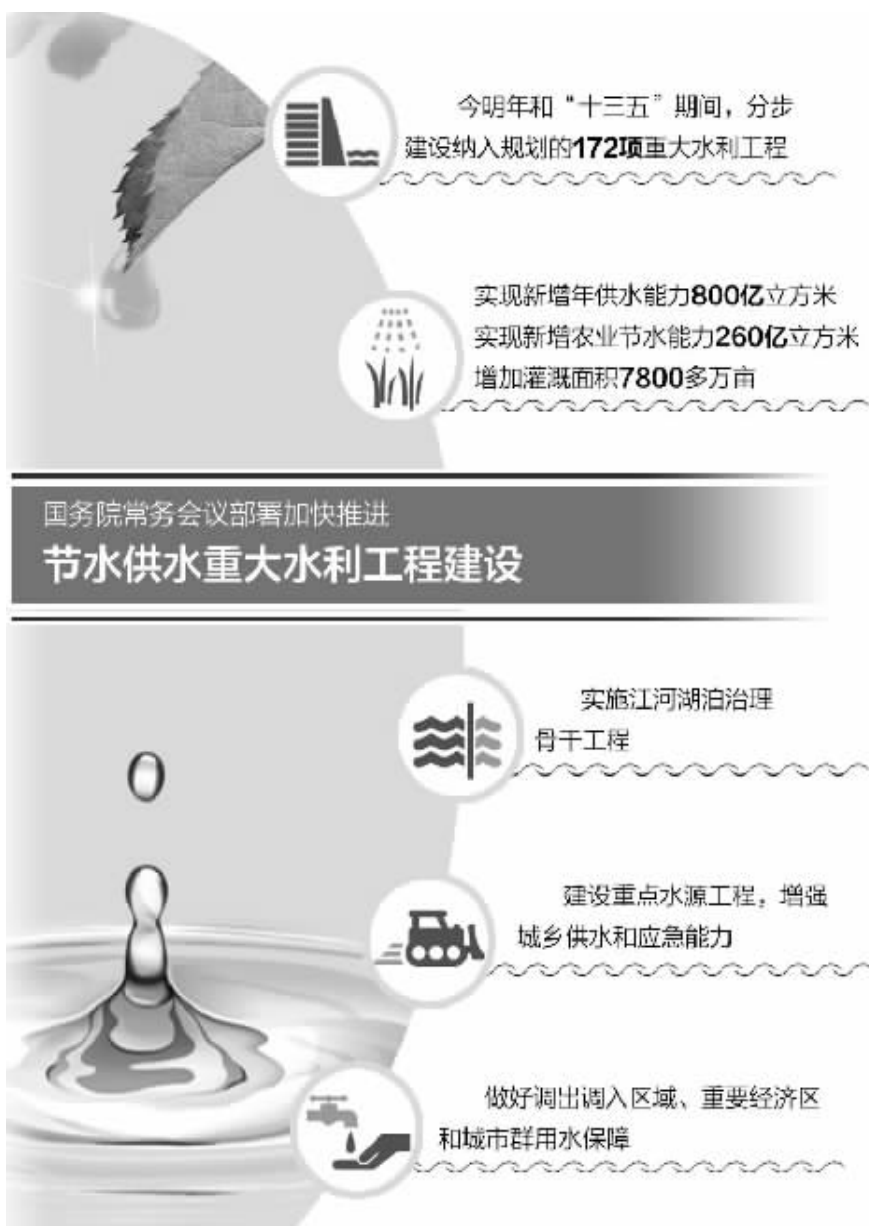 今明年和“十三五”期间，分步
建设纳入规划的172项重大水利工程
实现新增年供水能力800亿立方米
实现新增农业节水能力260亿立方米
增加灌溉面积7800多万亩
国务院常务会议部署加快推进
节水供水重大水利工程建设
实施江河湖泊治理
骨干工程
建设重点水源工程，增强
城乡供水和应急能力
做好调出调入区域、重要经济区
和城市群用水保障